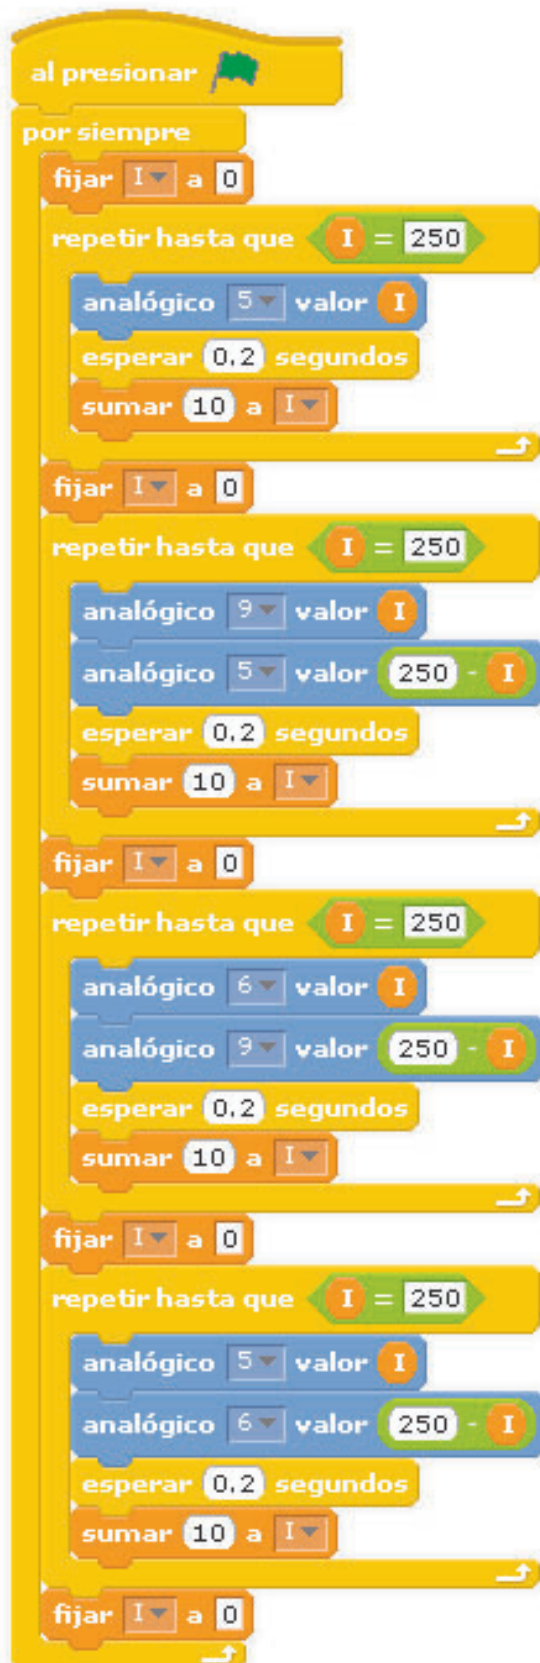 al presionar
por siempre
fijar I a 0
repetir hasta que I = 250
analógico 5 valor I
esperar 0.2 segundos
sumar 10 a I
fijar I a 0
repetir hasta que I = 250
analógico 9 valor I
analógico 5 valor 250 - I
esperar 0.2 segundos
sumar 10 a I
fijar I a 0
repetir hasta que I = 250
analógico 6 valor I
analógico 9 valor 250 - I
esperar 0.2 segundos
sumar 10 a I
fijar I a 0
repetir hasta que I = 250
analógico 5 valor I
analógico 6 valor 250 - I
esperar 0.2 segundos
sumar 10 a I
fijar I a 0